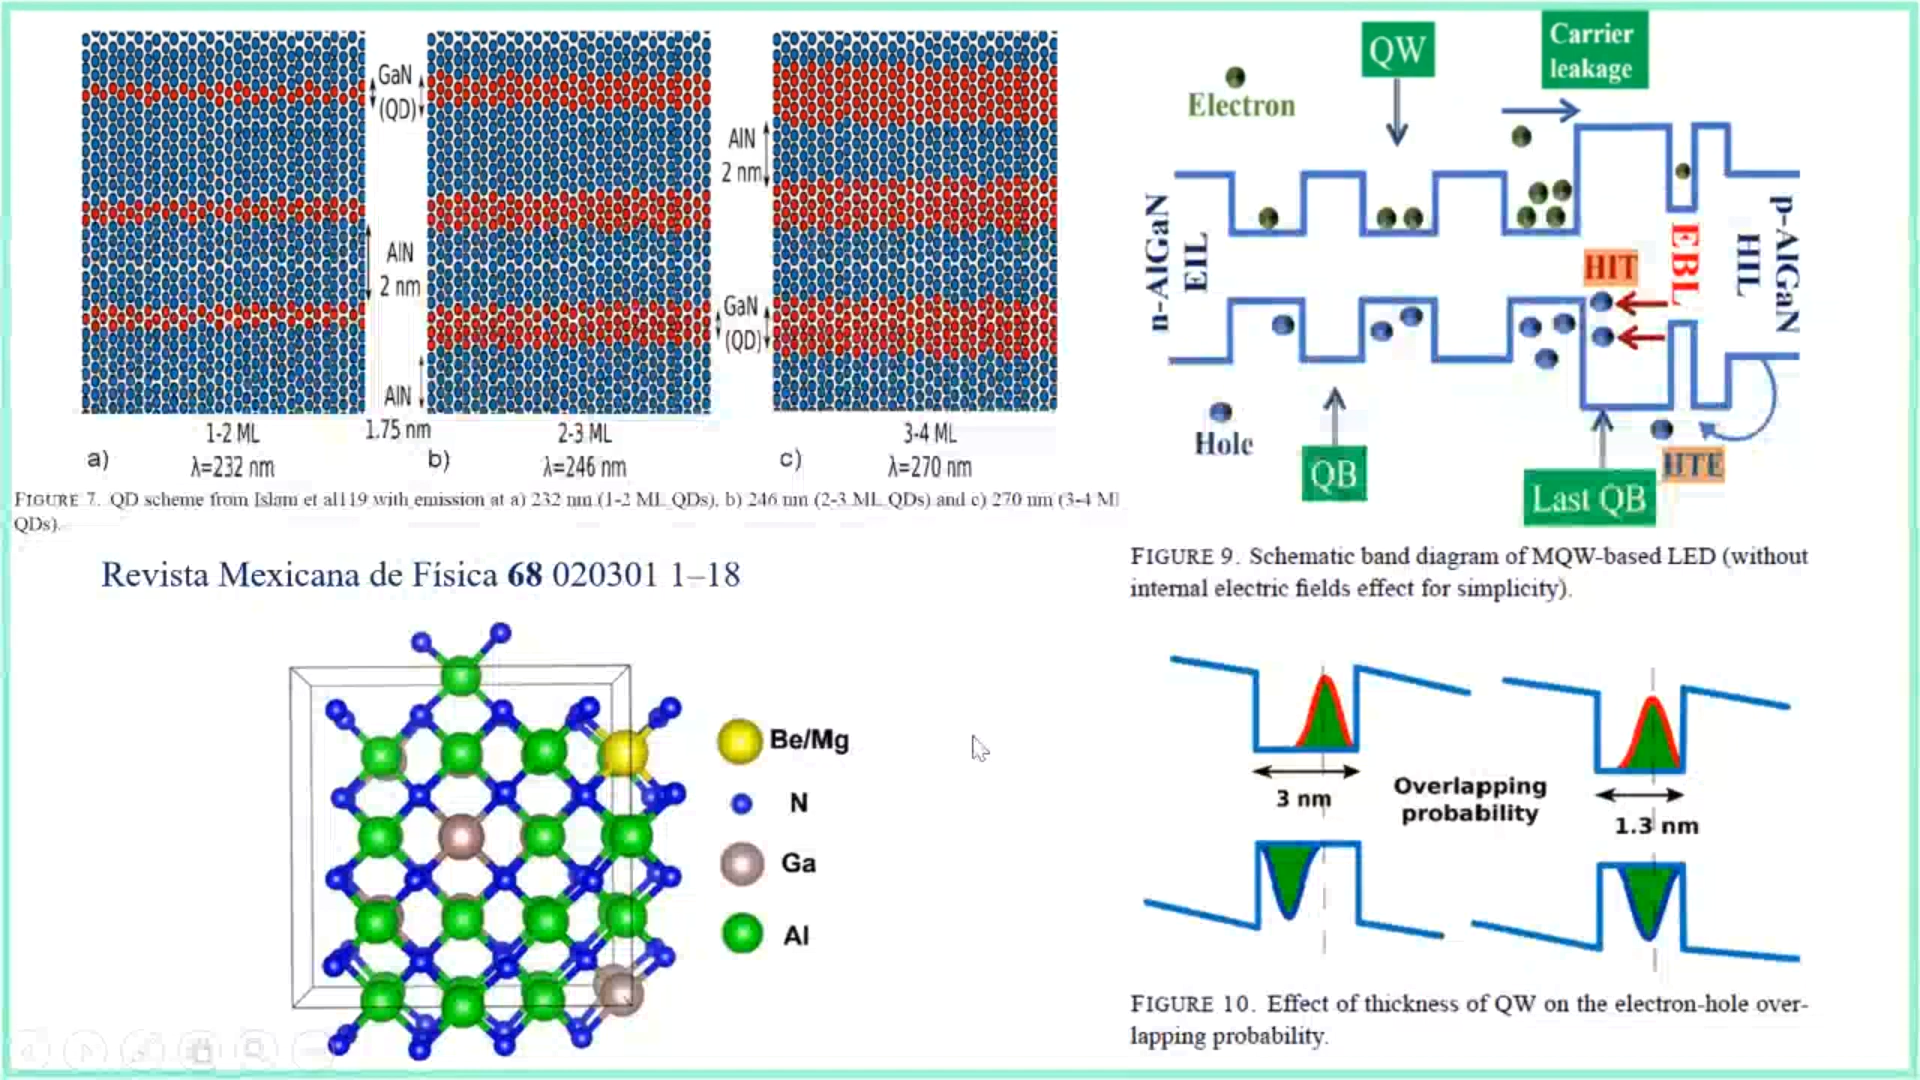 GaN
(QD)
AlN
2 nm
AlN
1.75 nm
AlN
2 nm
GaN
(QD)
1-2 ML
λ=232 nm
2-3 ML
λ=246 nm
3-4 ML
λ=270 nm
a)
b)
c)
FIGURE 7. QD scheme from Islam et al119 with emission at a) 232 nm (1-2 ML QDs), b) 246 nm (2-3 ML QDs) and c) 270 nm (3-4 ML
QDs).
Revista Mexicana de Física 68 020301 1–18
Be/Mg
N
Ga
Al
QW
Carrier
leakage
Electron
n-AlGaN
EIL
HIT
EBL
HIL
p-AlGaN
Hole
QB
Last QB
HTE
FIGURE 9. Schematic band diagram of MQW-based LED (without
internal electric fields effect for simplicity).
3 nm
Overlapping
probability
1.3 nm
FIGURE 10. Effect of thickness of QW on the electron-hole over-
lapping probability.